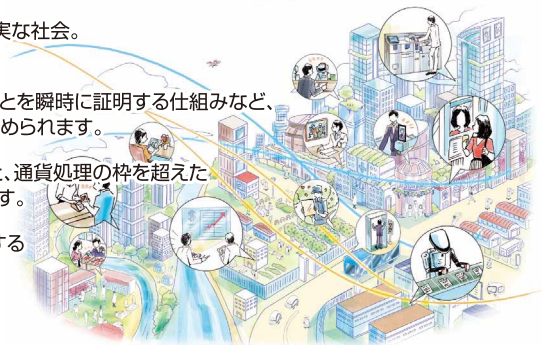 実な社会。
とを瞬時に証明する仕組みなど、
められます。
、通貨処理の枠を超えた
す。
する